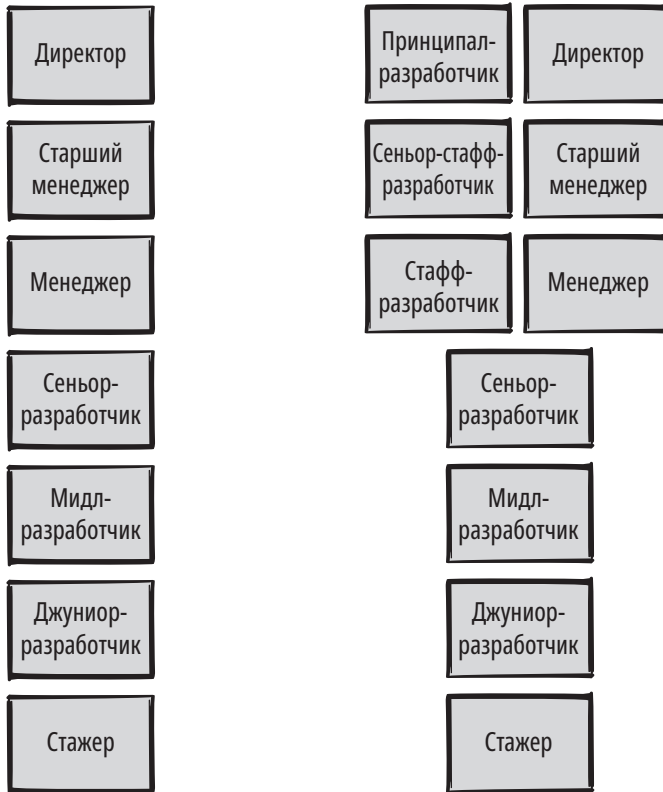 Директор
Старший
менеджер
Менеджер
Сеньор-
разработчик
Мидл-
разработчик
Джуниор-
разработчик
Стажер
Принципал-
разработчик
Директор
Сеньор-стафф-
разработчик
Старший
менеджер
Стафф-
разработчик
Менеджер
Сеньор-
разработчик
Мидл-
разработчик
Джуниор-
разработчик
Стажер